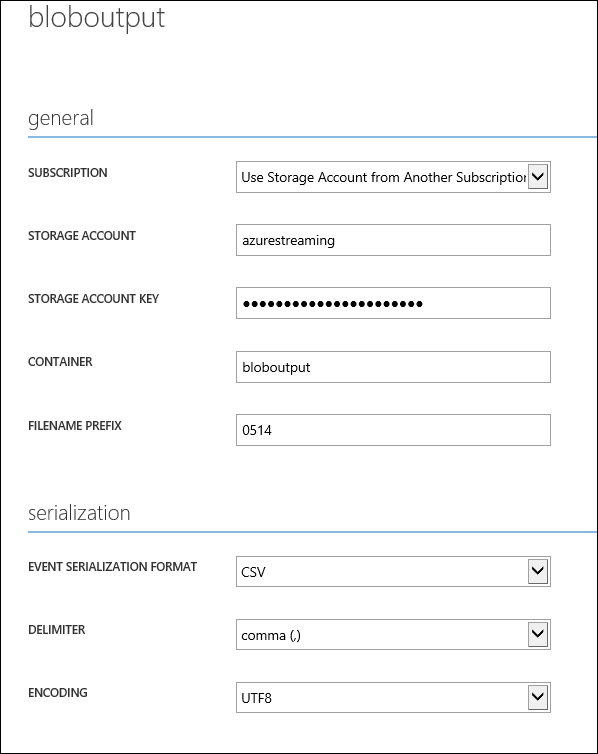 bloboutput
general
SUBSCRIPTION
Use Storage Account from Another Subscription
STORAGE ACCOUNT
azurestreaming
STORAGE ACCOUNT KEY
●●●●●●●●●●●●●●●●●●●●●●
CONTAINER
bloboutput
FILENAME PREFIX
0514
serialization
EVENT SERIALIZATION FORMAT
CSV
DELIMITER
comma (,)
ENCODING
UTF8